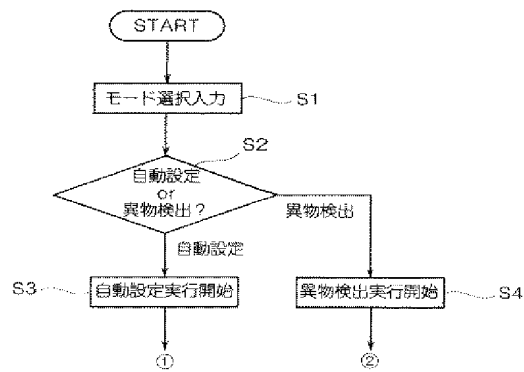 START
モード選択入力
S1
S2
自動設定
or
異物検出？
異物検出
自動設定
S3
自動設定実行開始
異物検出実行開始
S4
①
②